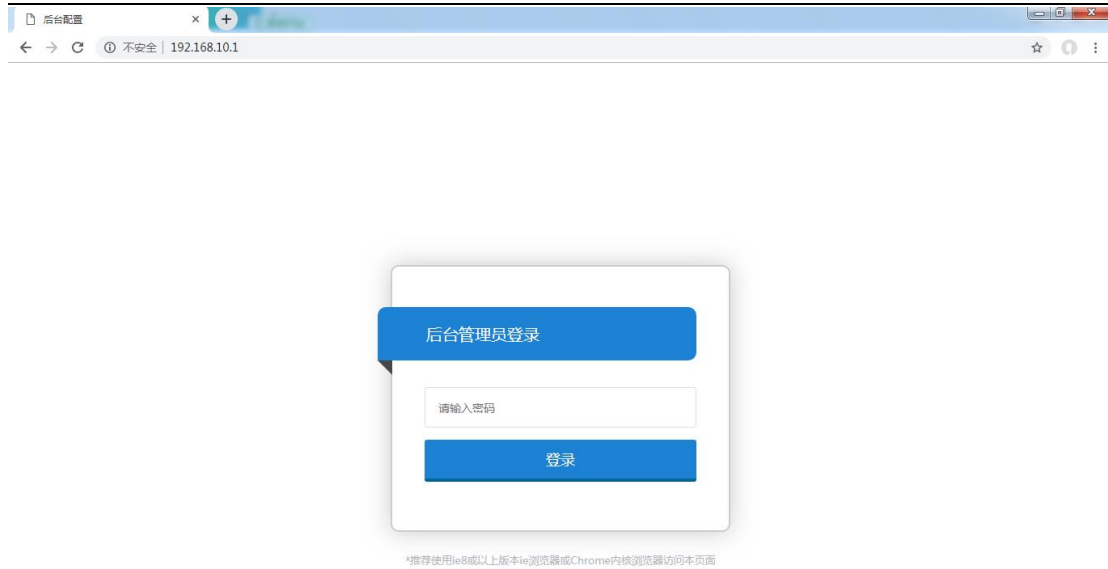 后台配置
不安全 | 192.168.10.1
后台管理员登录
请输入密码
登录
*推荐使用ie8或以上版本ie浏览器或Chrome内核浏览器访问本页面